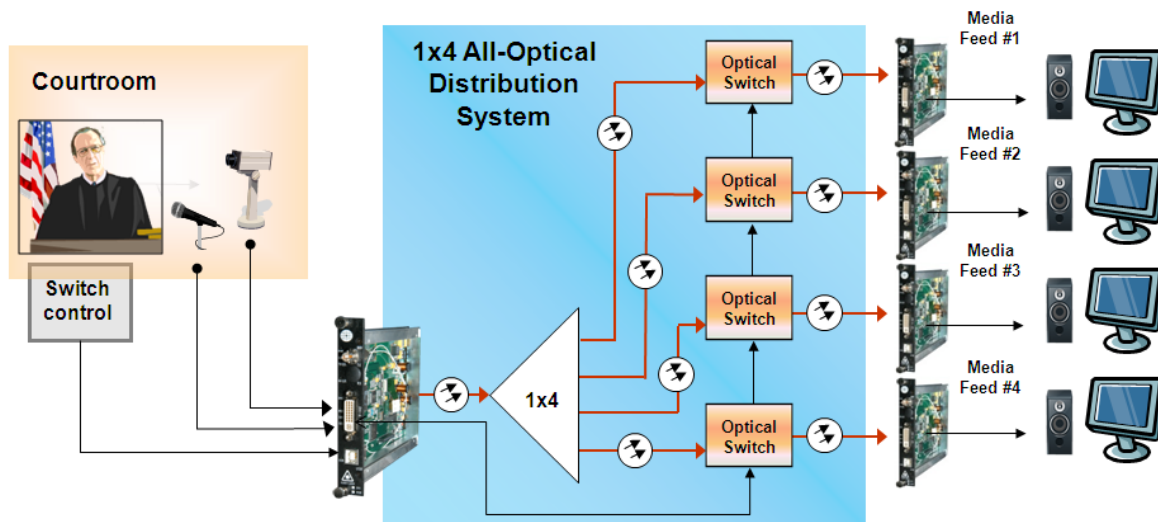 Courtroom
Switch
control
1x4 All-Optical
Distribution
System
1x4
Optical
Switch
Optical
Switch
Optical
Switch
Optical
Switch
Media
Feed #1
Media
Feed #2
Media
Feed #3
Media
Feed #4